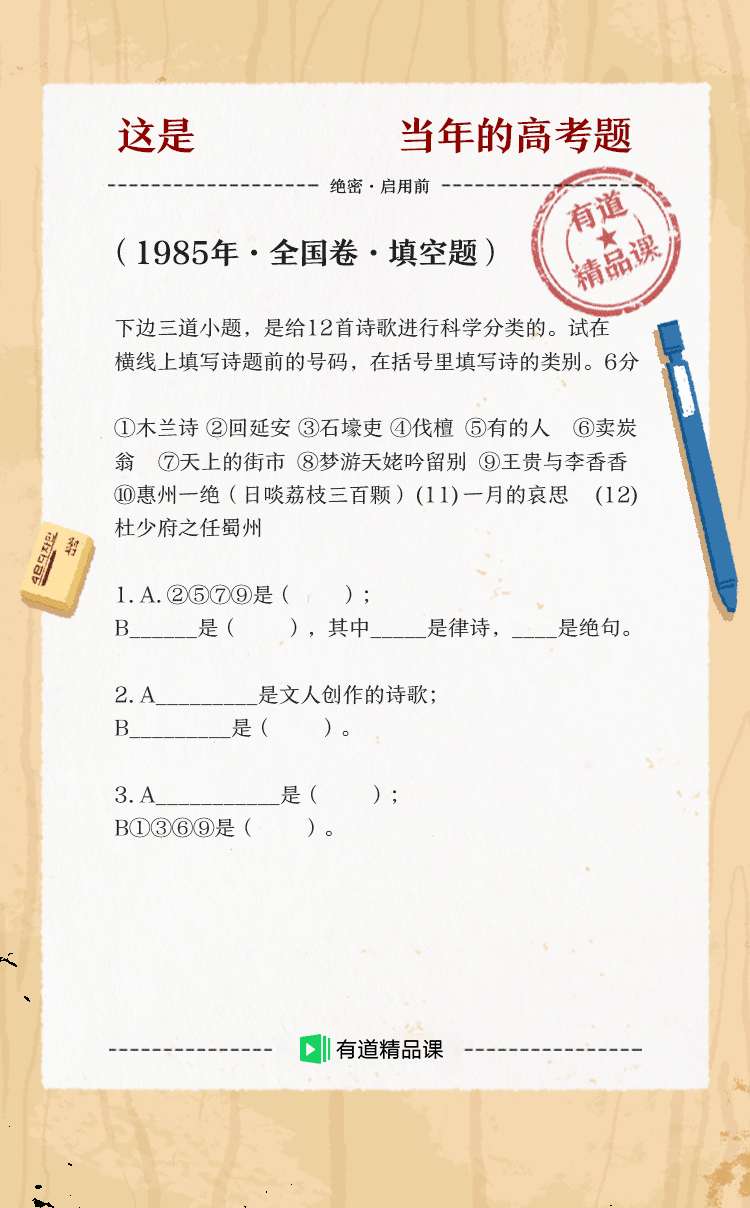 这是 当年的高考题
绝密·启用前
有道
精品课
(1985年·全国卷·填空题)
下边三道小题，是给12首诗歌进行科学分类的。试在
横线上填写诗题前的号码，在括号里填写诗的类别。6分
①木兰诗 ②回延安 ③石壕吏 ④伐檀 ⑤有的人 ⑥卖炭
翁 ⑦天上的街市 ⑧梦游天姥吟留别 ⑨王贵与李香香
⑩惠州一绝(日啖荔枝三百颗) (11)一月的哀思 (12)
杜少府之任蜀州
1. A. ②⑤⑦⑨是( )；
B______是( )，其中_____是律诗，____是绝句。
2. A_________是文人创作的诗歌；
B_________是( )。
3. A___________是( )；
B①③⑥⑨是( )。
有道精品课